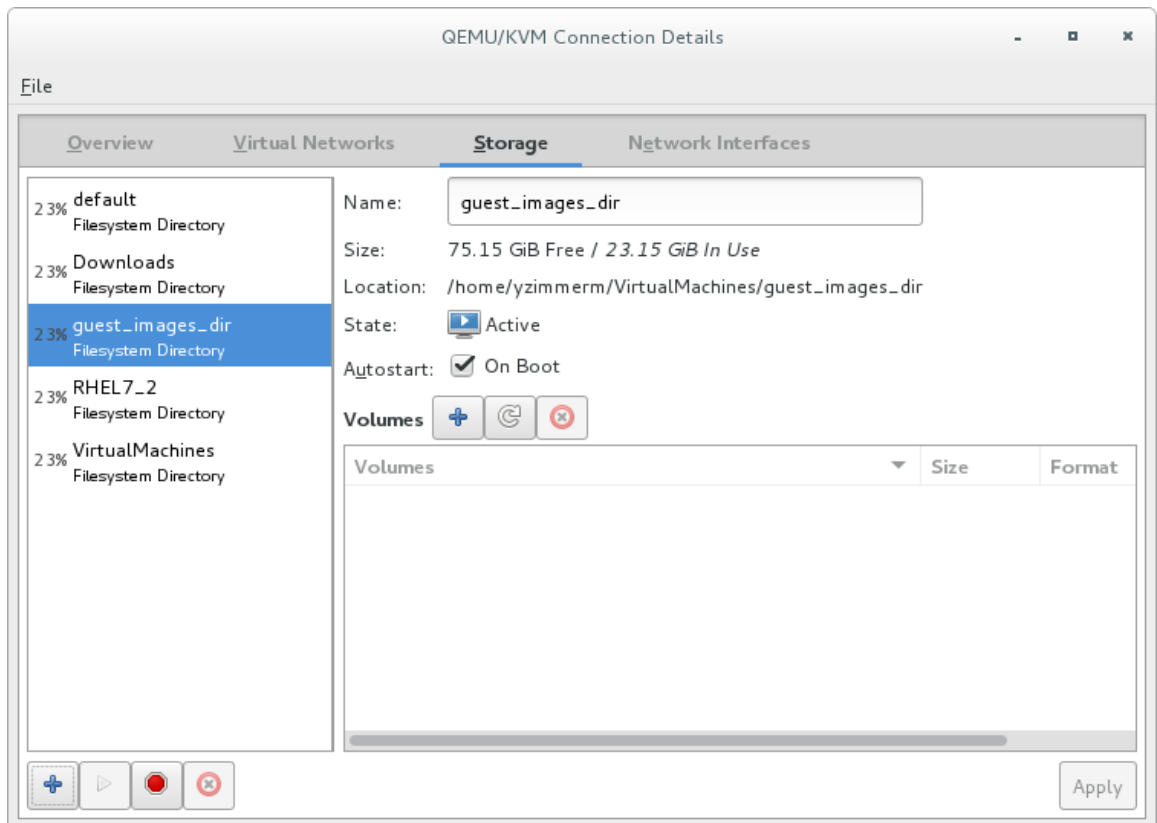 QEMU/KVM Connection Details
File
Overview Virtual Networks Storage Network Interfaces
23% default
Filesystem Directory
23% Downloads
Filesystem Directory
23% guest_images_dir
Filesystem Directory
23% RHEL7_2
Filesystem Directory
23% VirtualMachines
Filesystem Directory
Name: guest_images_dir
Size: 75.15 GiB Free / 23.15 GiB In Use
Location: /home/yzimmerm/VirtualMachines/guest_images_dir
State: Active
Autostart: On Boot
Volumes
Volumes Size Format
Apply